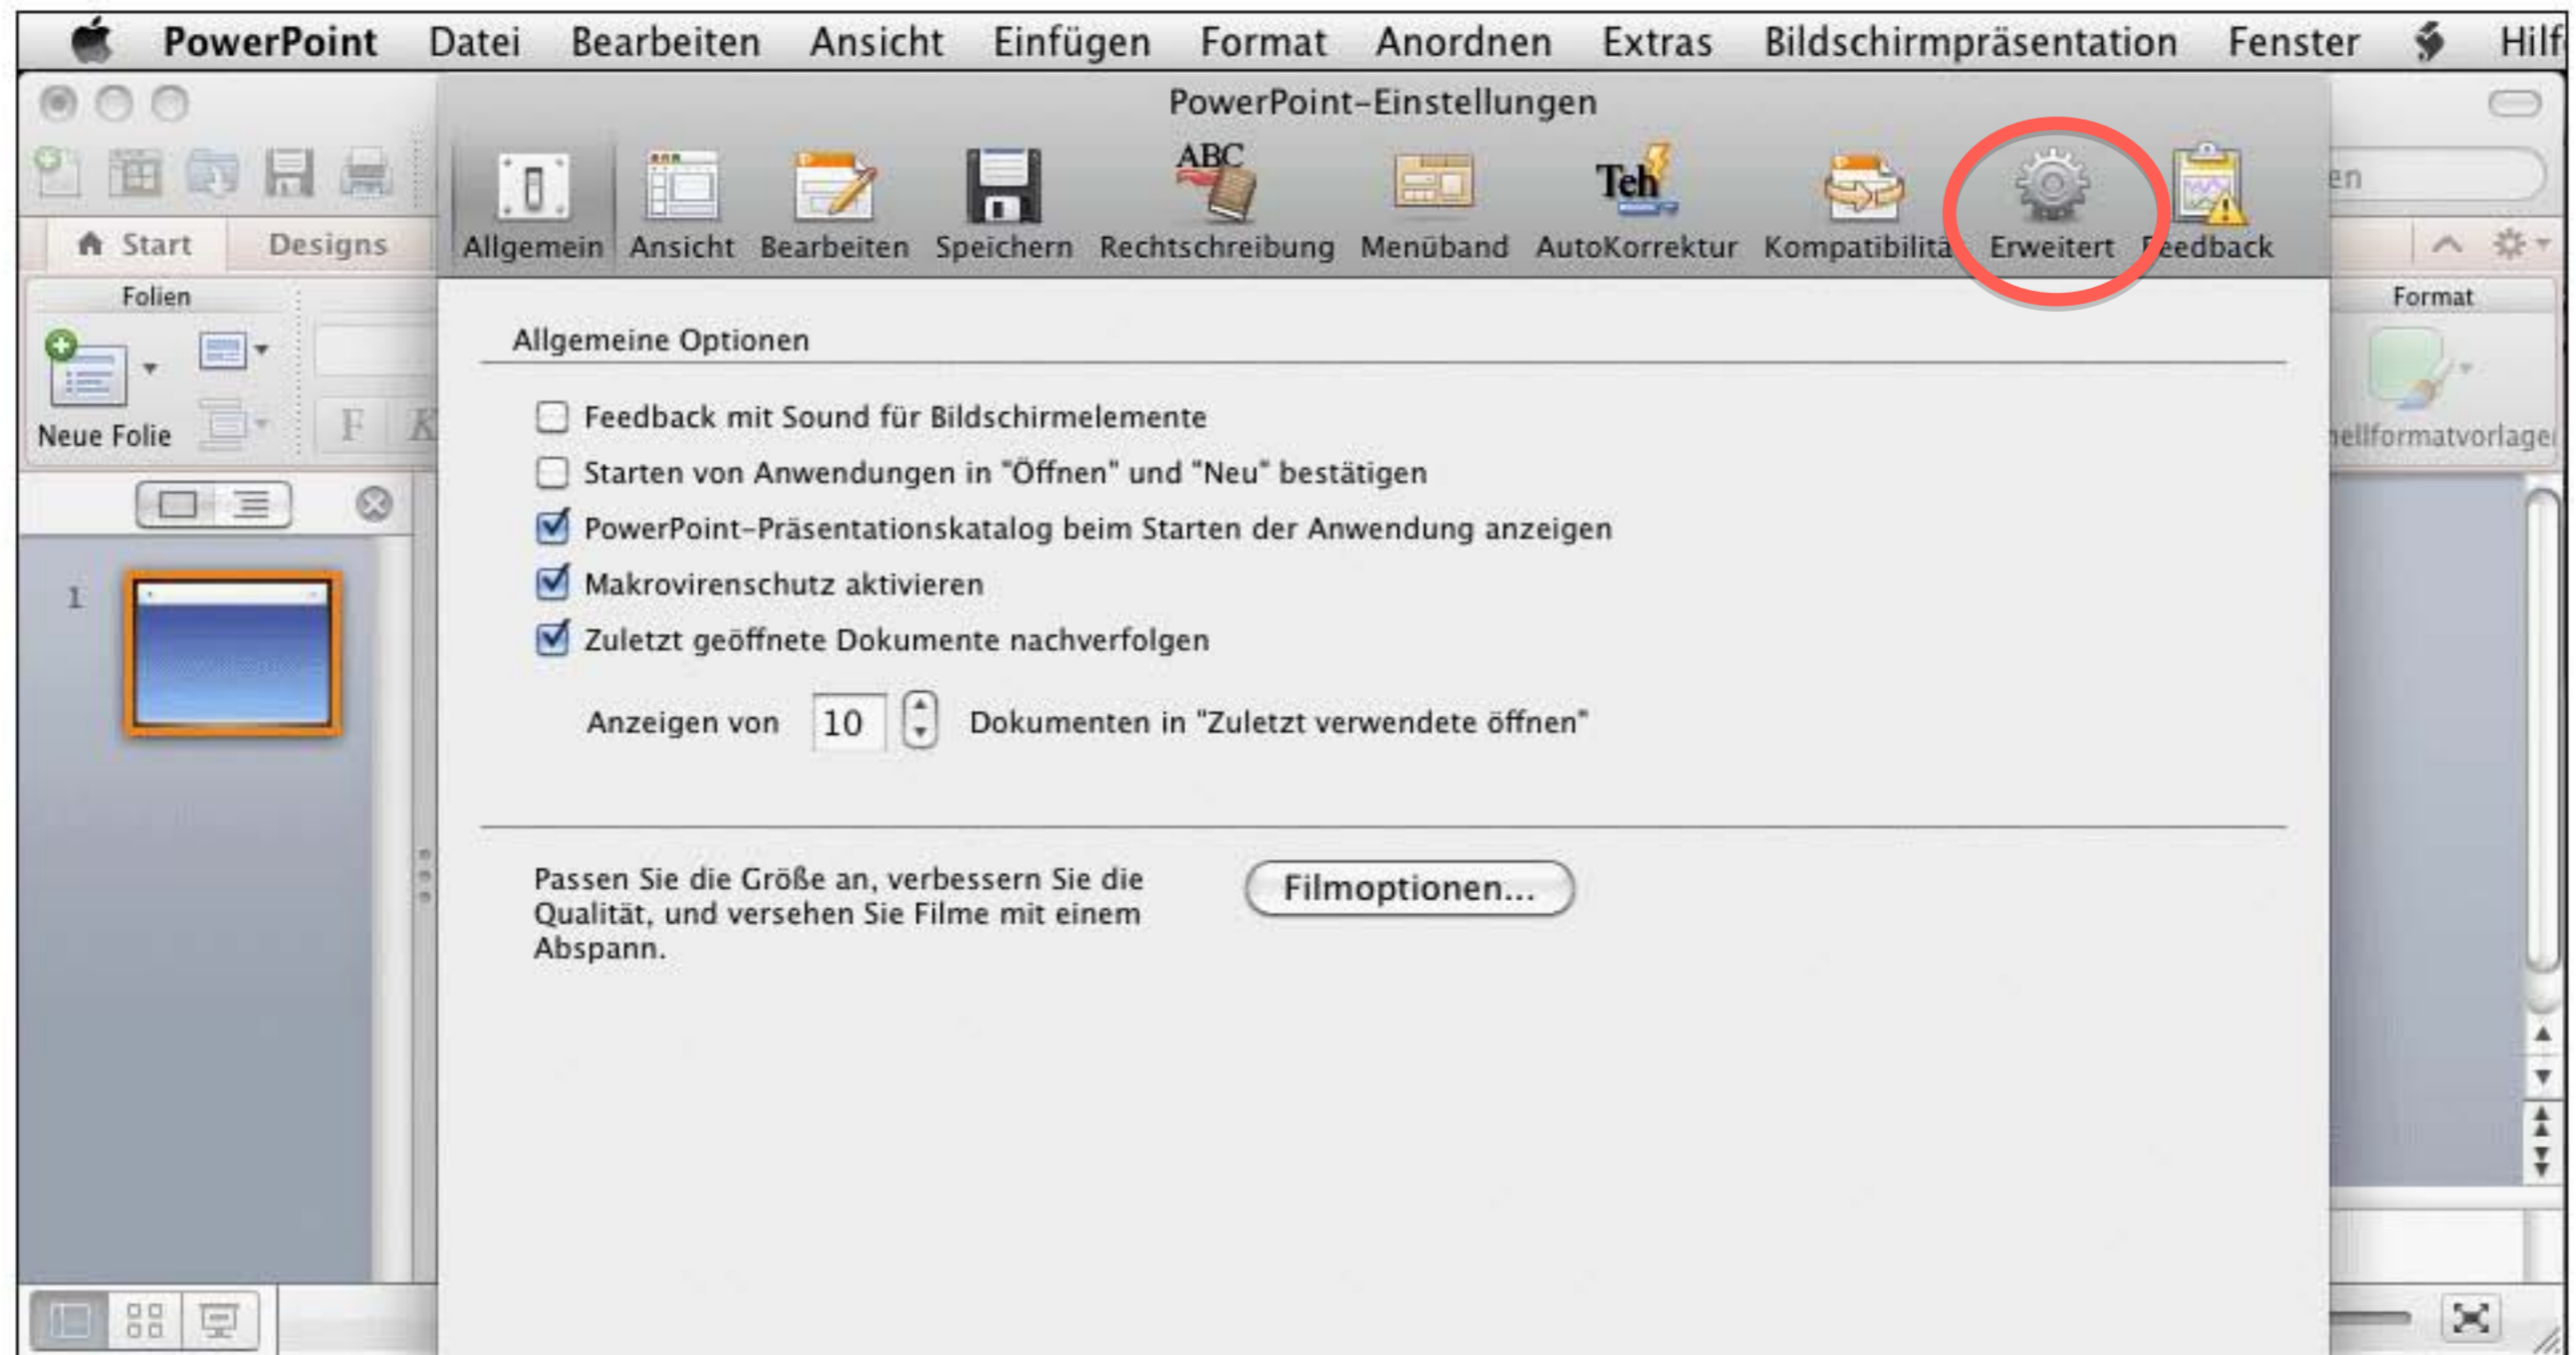 PowerPoint Datei Bearbeiten Ansicht Einfügen Format Anordnen Extras Bildschirmpräsentation Fenster Hilf
PowerPoint-Einstellungen
ABC
Teh
en
Start Designs
Allgemein Ansicht Bearbeiten Speichern Rechtschreibung Menüband AutoKorrektur Kompatibilitä Erweitert Feedback
Folien
Format
Neue Folie
F K
nellformatvorlage
Allgemeine Optionen
Feedback mit Sound für Bildschirmelemente
Starten von Anwendungen in "Öffnen" und "Neu" bestätigen
PowerPoint-Präsentationskatalog beim Starten der Anwendung anzeigen
Makrovirenschutz aktivieren
Zuletzt geöffnete Dokumente nachverfolgen
1
Anzeigen von 10 Dokumenten in "Zuletzt verwendete öffnen"
Passen Sie die Größe an, verbessern Sie die
Qualität, und versehen Sie Filme mit einem
Abspann.
Filmoptionen...